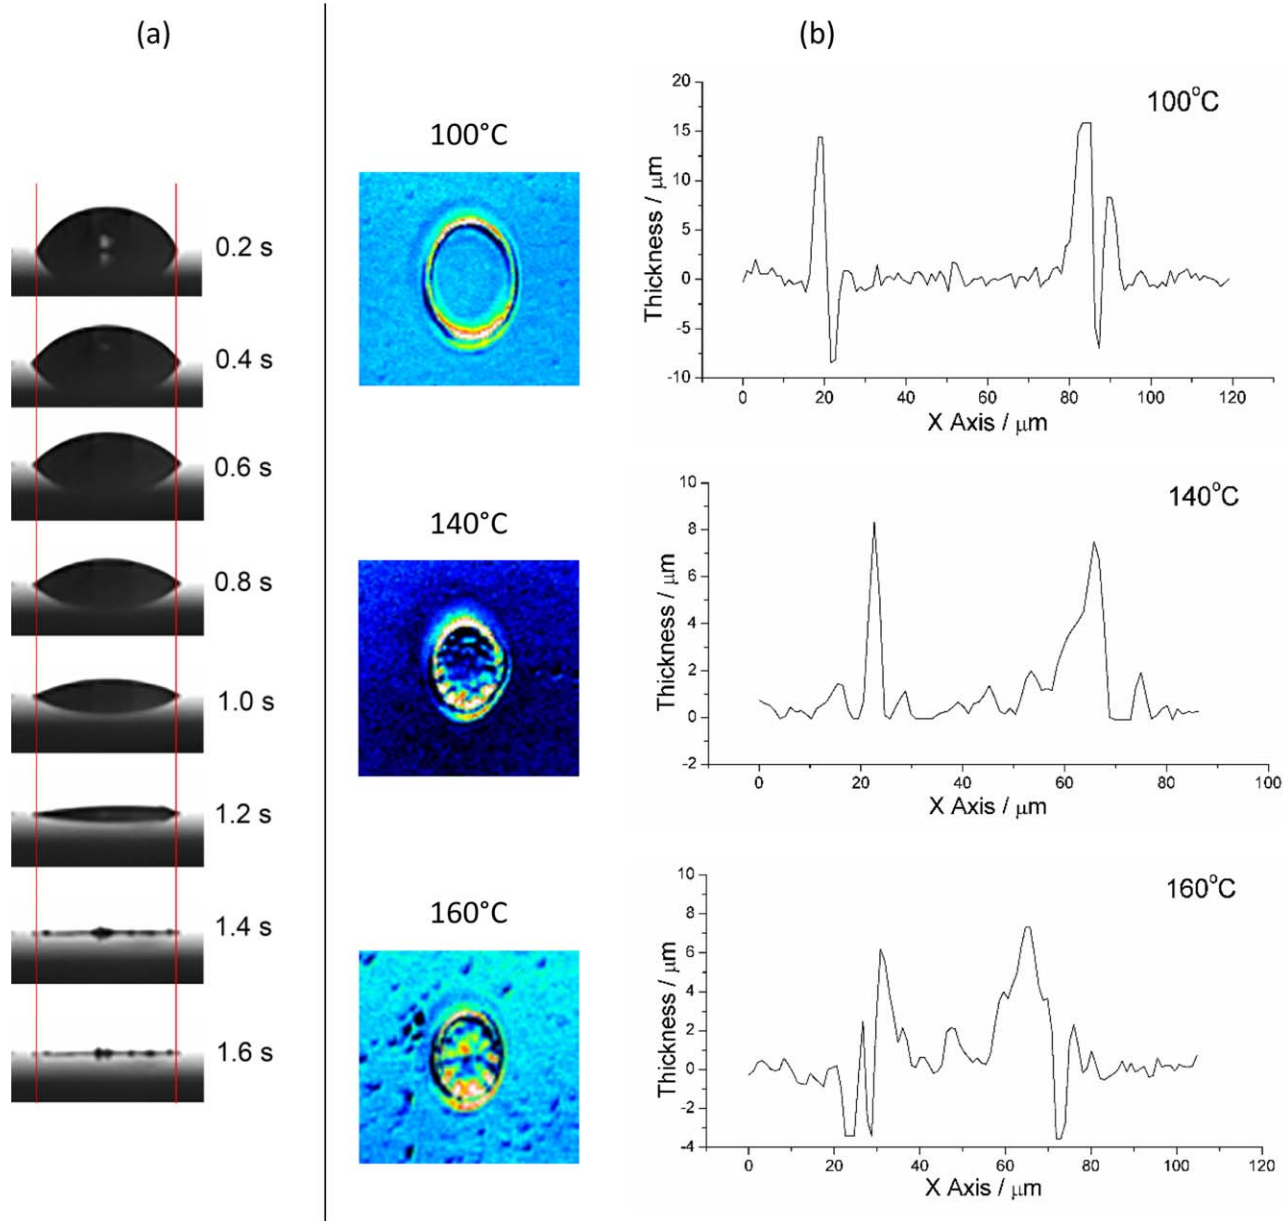 (a)
0.2 s
0.4 s
0.6 s
0.8 s
1.0 s
1.2 s
1.4 s
1.6 s
(b)
100°C
140°C
160°C
100°C
Thickness / μm
20
15
10
5
0
-5
-10
0 20 40 60 80 100 120
X Axis / μm
140°C
Thickness / μm
10
8
6
4
2
0
-2
0 20 40 60 80 100
X Axis / μm
160°C
Thickness / μm
10
8
6
4
2
0
-2
-4
0 20 40 60 80 100 120
X Axis / μm